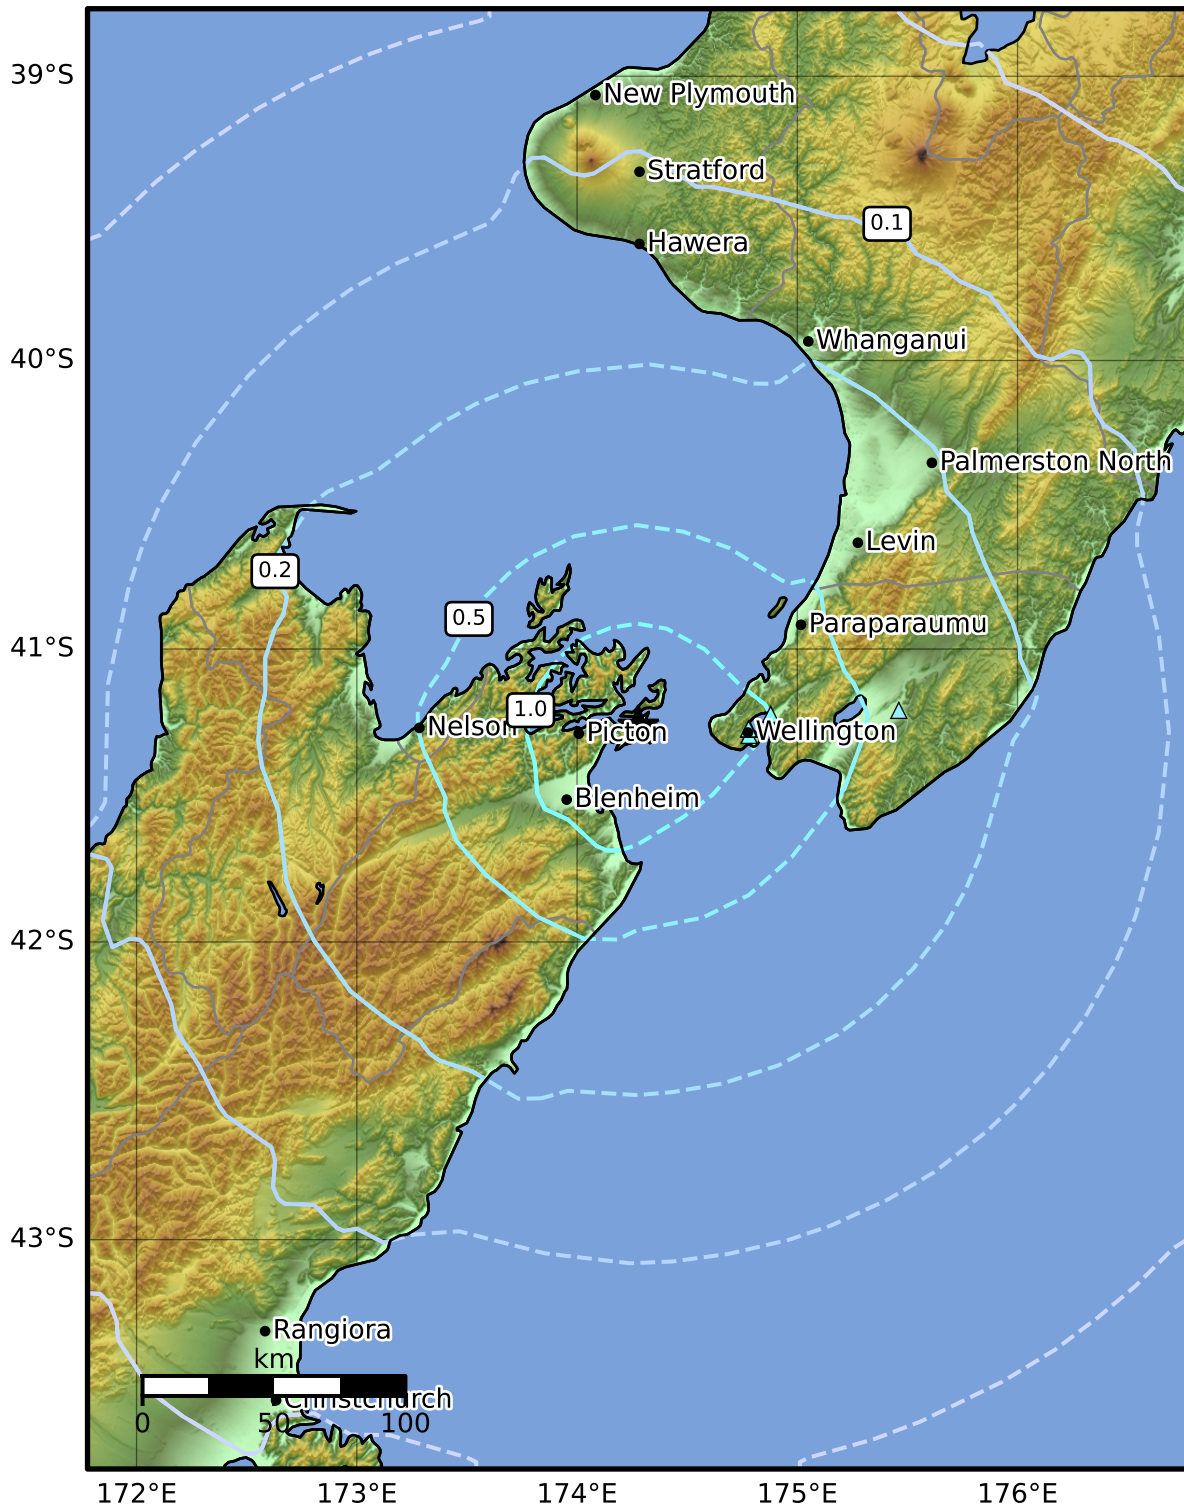 39°S
New Plymouth
Stratford
0.1
Hawera
Whanganui
40°S
Palmerston North
Levin
0.2
0.5
Paraparaumu
41°S
1.0
Nelson
Picton
Wellington
Blenheim
42°S
43°S
Rangiora
km
Christchurch
0
50
100
172°E
173°E
174°E
175°E
176°E